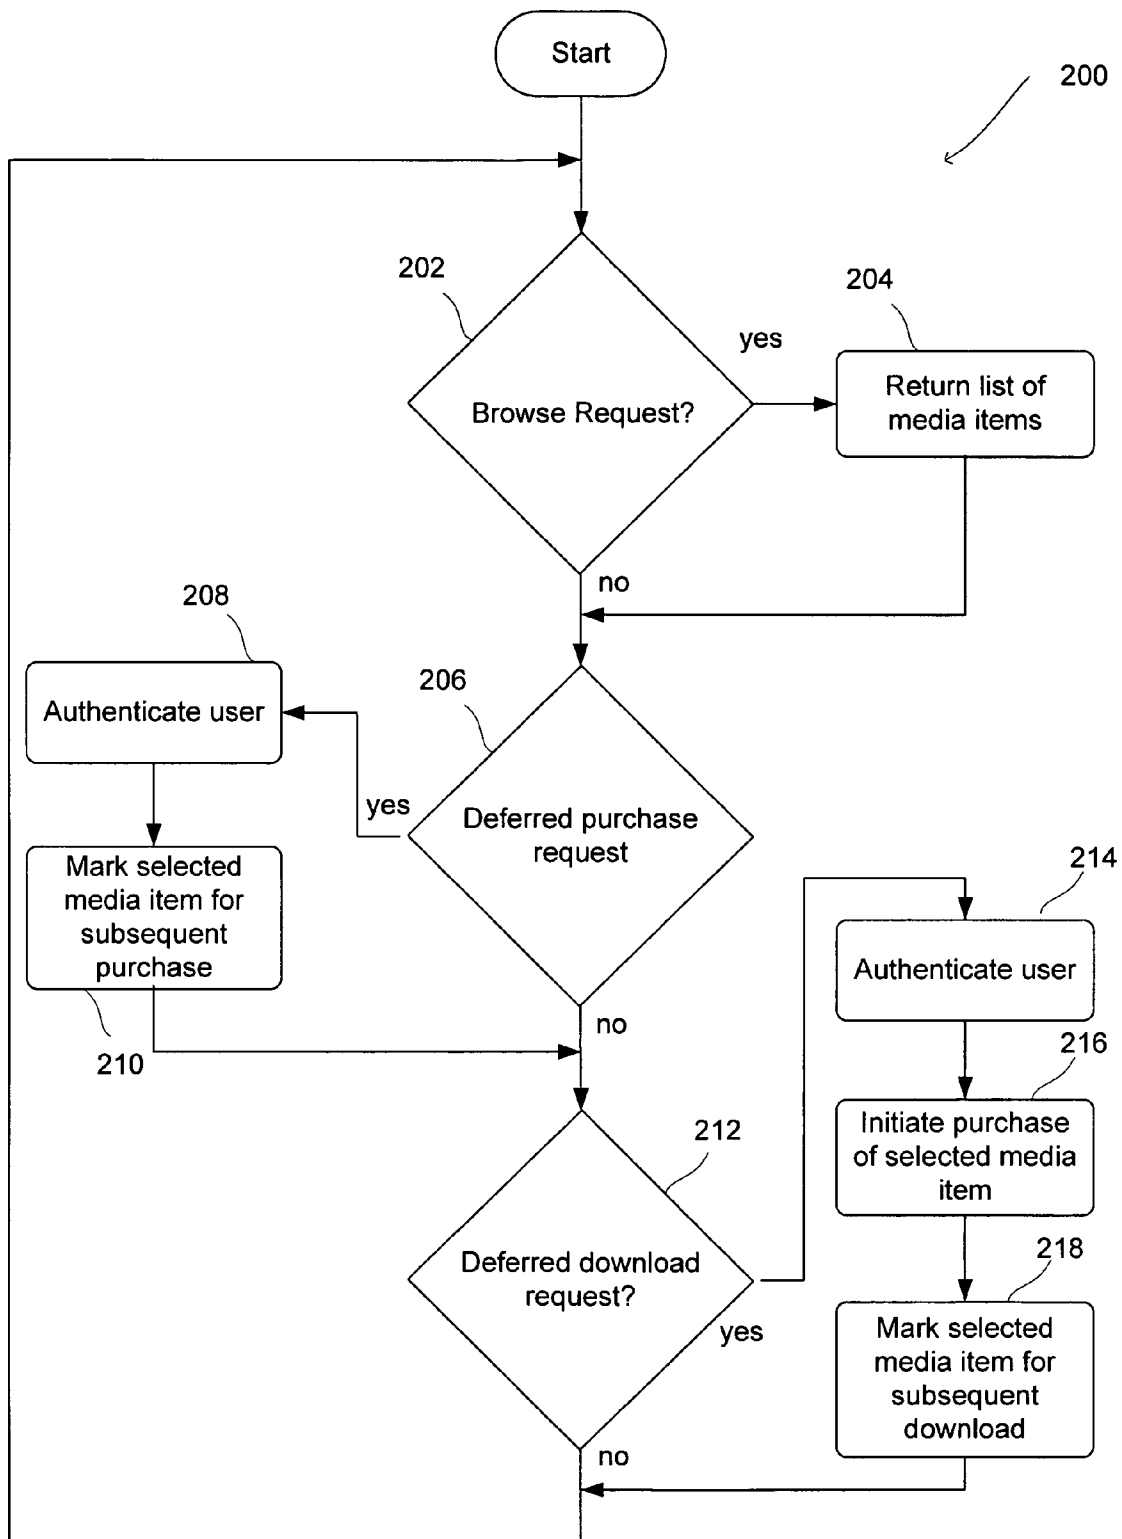 Start
200
202
204
yes
Return list of
media items
Browse Request?
no
208
206
Authenticate user
yes
Deferred purchase
request
Mark selected
media item for
subsequent
purchase
214
Authenticate user
no
210
216
212
Initiate purchase
of selected media
item
218
Deferred download
request?
yes
Mark selected
media item for
subsequent
download
no